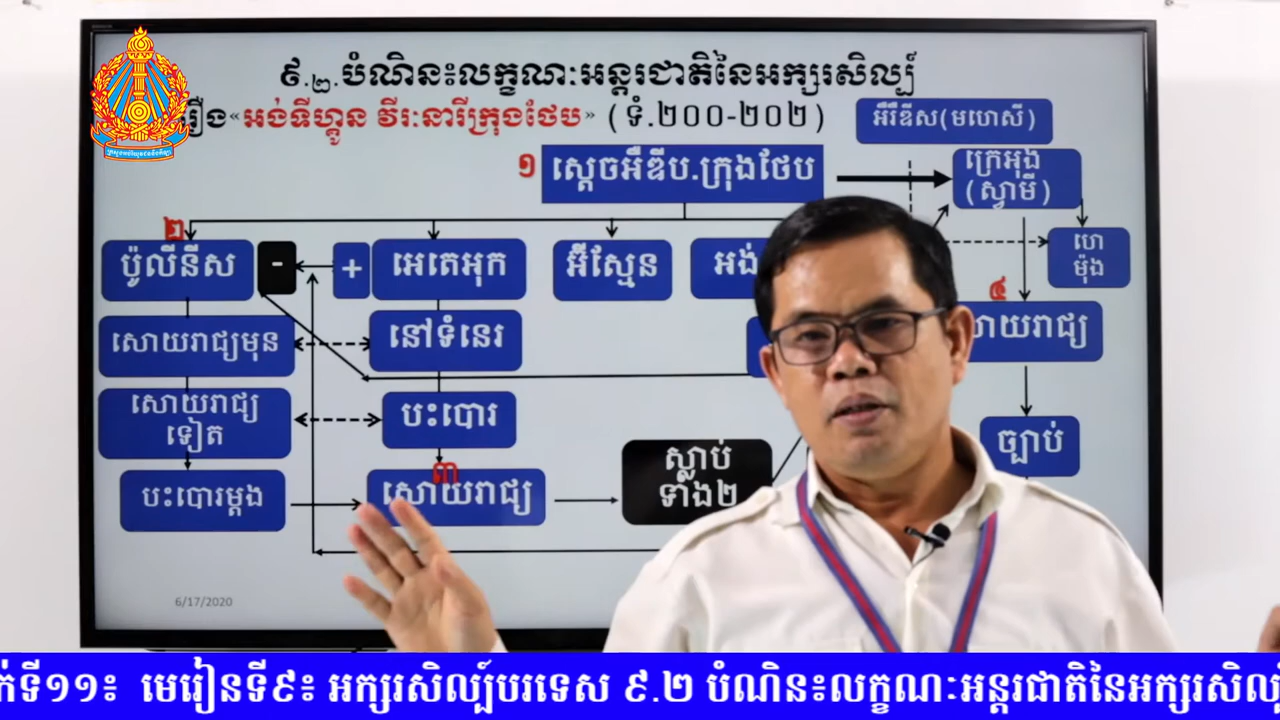 ៩.២.បំណិន៖លក្ខណៈអន្តរជាតិនៃអក្សរសិល្ប៍
រឿង«អង់ទីហ្គូន វីរៈនារីក្រុងថែប» (ទំ.២០០-២០២)
អឺរីឌីស(មហេសី)
១
ស្តេចអឺឌីប.ក្រុងថែប
ក្រេអុង
(ស្វាមី)
២
ប៉ូលីនីស
-
+
អេតេអុក
អ៊ីស្មែន
អង់
ហេ
ម៉ុង
៤
សោយរាជ្យមុន
នៅទំនេរ
សោយរាជ្យ
សោយរាជ្យ
ទៀត
បះបោរ
ច្បាប់
បះបោរម្តង
៣
សោយរាជ្យ
ស្លាប់
ទាំង២
6/17/2020
ក់ទី១១៖ មេរៀនទី៩៖ អក្សរសិល្ប៍បរទេស ៩.២ បំណិន៖លក្ខណៈអន្តរជាតិនៃអក្សរសិល្ប៍